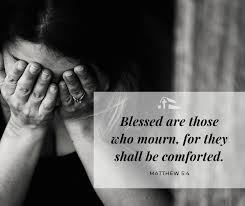 Blessed are those
who mourn, for they
shall be comforted.
MATTHEW 5:4